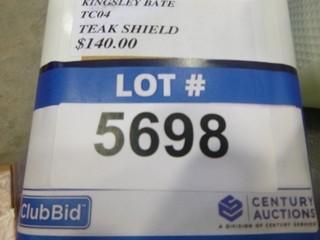 KINGSLEY BATE
TC04
TEAK SHIELD
$140.00
LOT #
5698
ClubBid
CENTURY
AUCTIONS
A DIVISION OF CENTURY SERVICES